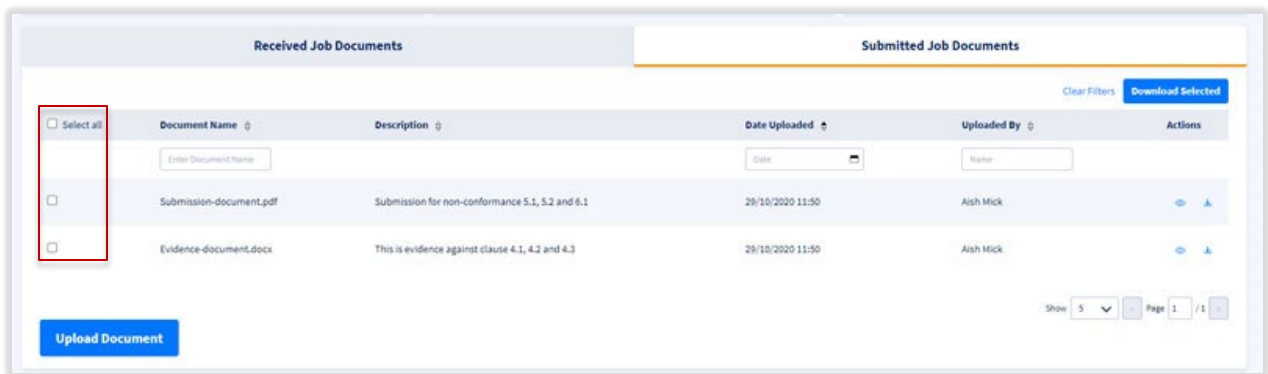 Received Job Documents Submitted Job Documents
Clear Filters Download Selected
Select all Document Name Description Date Uploaded Uploaded By Actions
Enter Document Name Date Name
Submission-document.pdf Submission for non-conformance 5.1, 5.2 and 6.1 29/10/2020 11:50 Aish Mick
Evidence-document.docx This is evidence against clause 4.1, 4.2 and 4.3 29/10/2020 11:50 Aish Mick
Show 5 Page 1 / 1
Upload Document